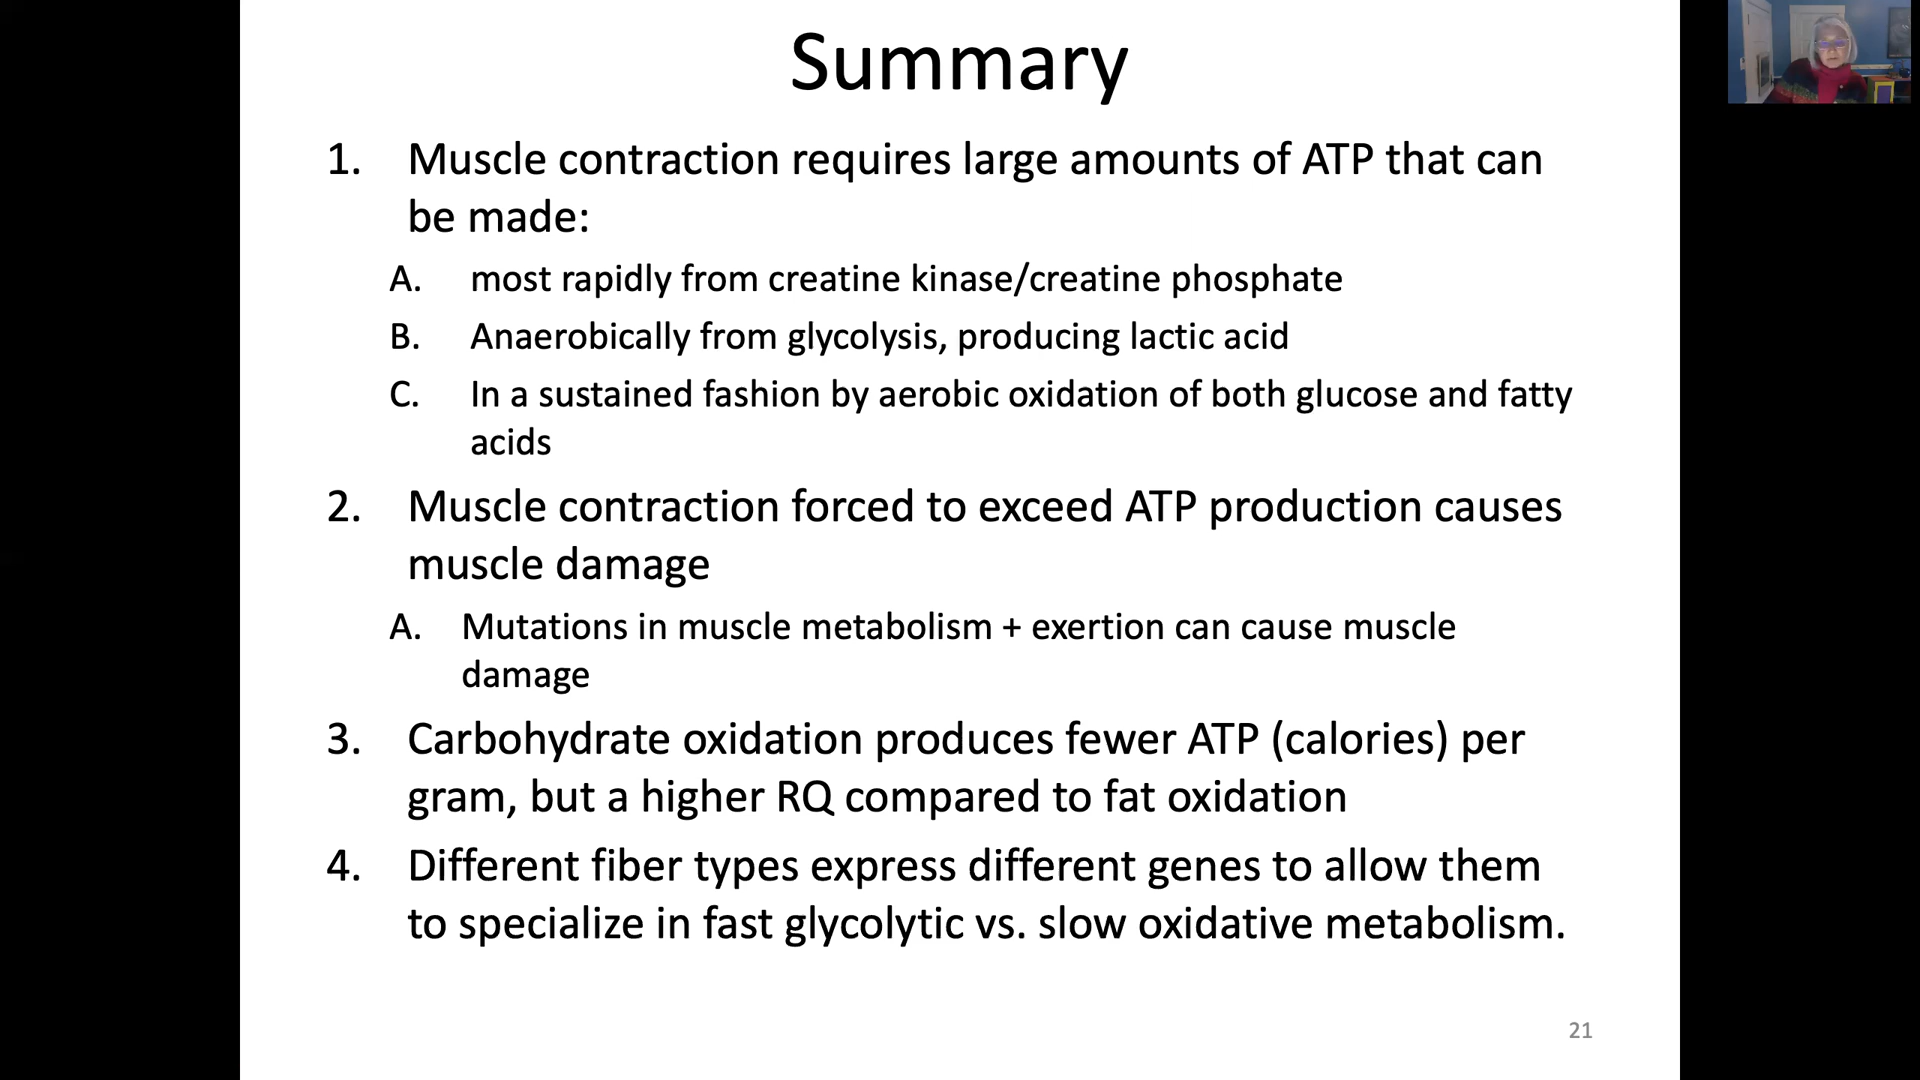 Summary
1. Muscle contraction requires large amounts of ATP that can
be made:
A. most rapidly from creatine kinase/creatine phosphate
B. Anaerobically from glycolysis, producing lactic acid
C. In a sustained fashion by aerobic oxidation of both glucose and fatty
acids
2. Muscle contraction forced to exceed ATP production causes
muscle damage
A. Mutations in muscle metabolism + exertion can cause muscle
damage
3. Carbohydrate oxidation produces fewer ATP (calories) per
gram, but a higher RQ compared to fat oxidation
4. Different fiber types express different genes to allow them
to specialize in fast glycolytic vs. slow oxidative metabolism.
21